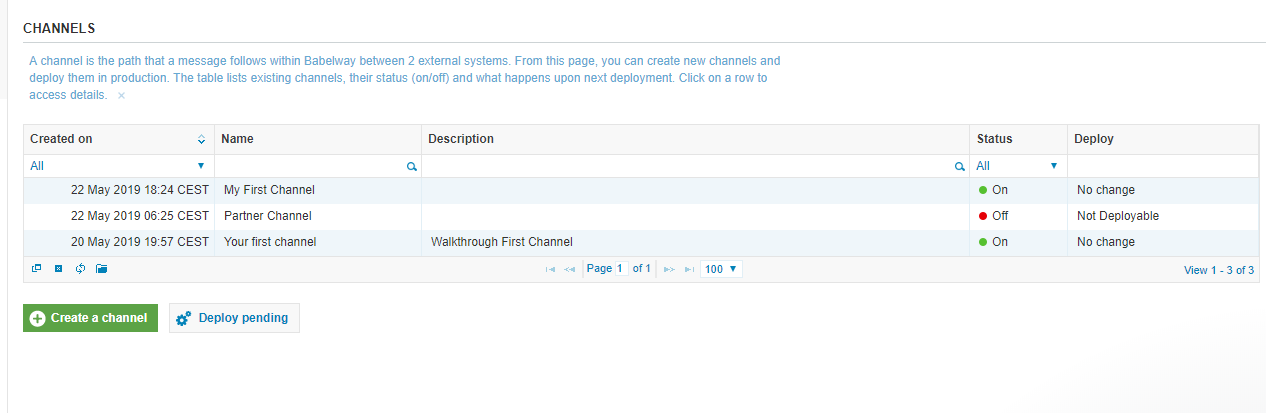 CHANNELS
A channel is the path that a message follows within Babelway between 2 external systems. From this page, you can create new channels and
deploy them in production. The table lists existing channels, their status (on/off) and what happens upon next deployment. Click on a row to
access details. ×
Created on Name Description Status Deploy
All All
22 May 2019 18:24 CEST My First Channel On No change
22 May 2019 06:25 CEST Partner Channel Off Not Deployable
20 May 2019 19:57 CEST Your first channel Walkthrough First Channel On No change
Page 1 of 1 100 View 1 - 3 of 3
Create a channel Deploy pending